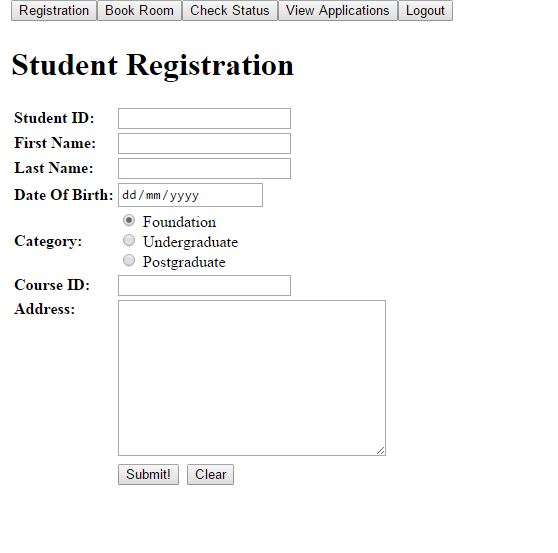 Registration Book Room Check Status View Applications Logout
Student Registration
Student ID:
First Name:
Last Name:
Date Of Birth: dd/mm/yyyy
Category: Foundation
Undergraduate
Postgraduate
Course ID:
Address:
Submit! Clear